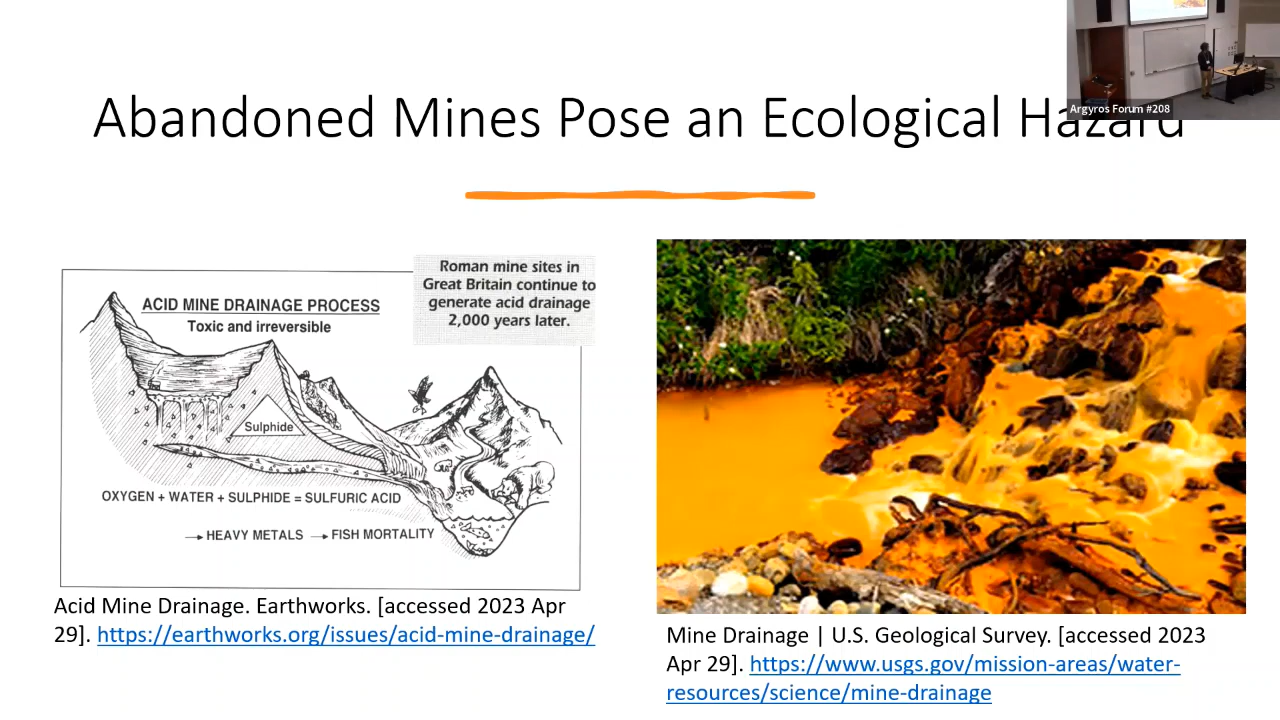 Argyros Forum #208
Abandoned Mines Pose an Ecological Hazard
Roman mine sites in
Great Britain continue to
generate acid drainage
2,000 years later.
ACID MINE DRAINAGE PROCESS
Toxic and irreversible
Sulphide
OXYGEN + WATER + SULPHIDE = SULFURIC ACID
→ HEAVY METALS → FISH MORTALITY
Acid Mine Drainage. Earthworks. [accessed 2023 Apr
29]. https://earthworks.org/issues/acid-mine-drainage/
Mine Drainage | U.S. Geological Survey. [accessed 2023
Apr 29]. https://www.usgs.gov/mission-areas/water-
resources/science/mine-drainage